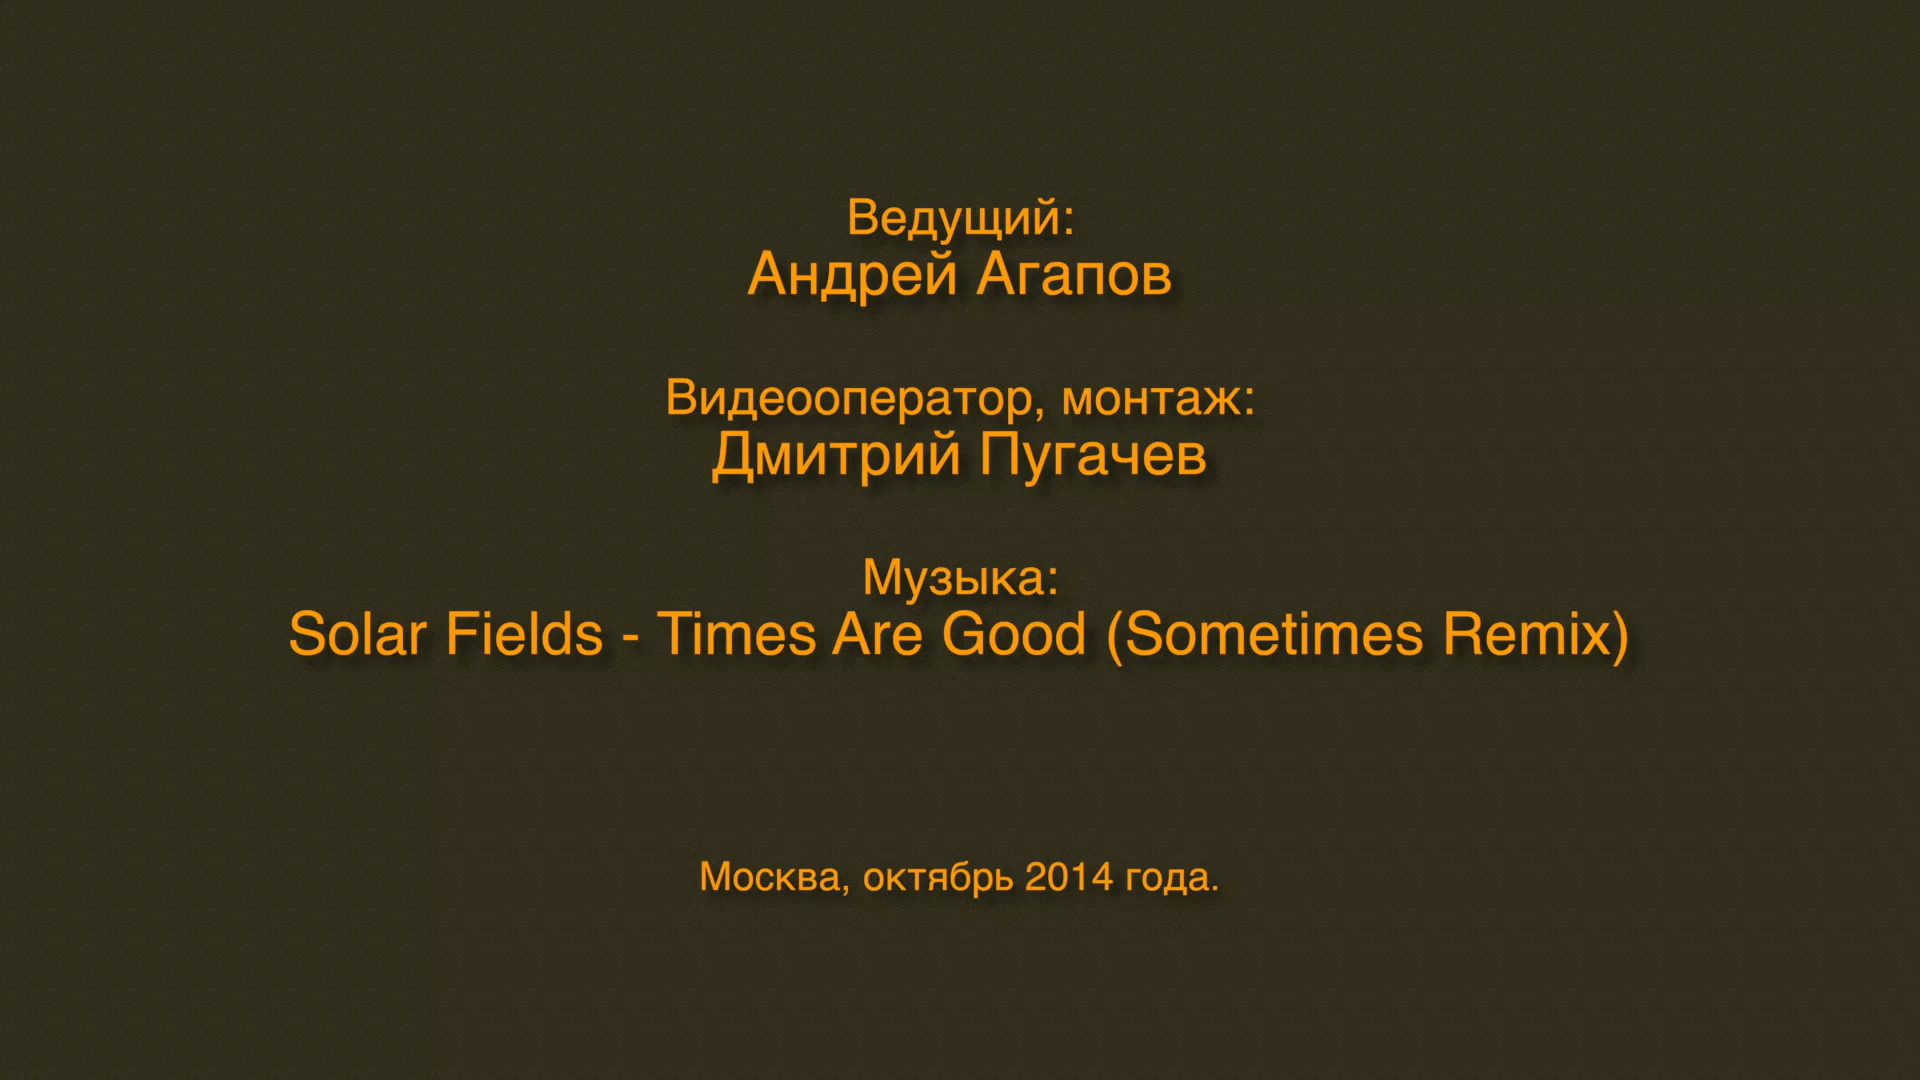 Ведущий:
Андрей Агапов
Видеооператор, монтаж:
Дмитрий Пугачев
Музыка:
Solar Fields - Times Are Good (Sometimes Remix)
Москва, октябрь 2014 года.